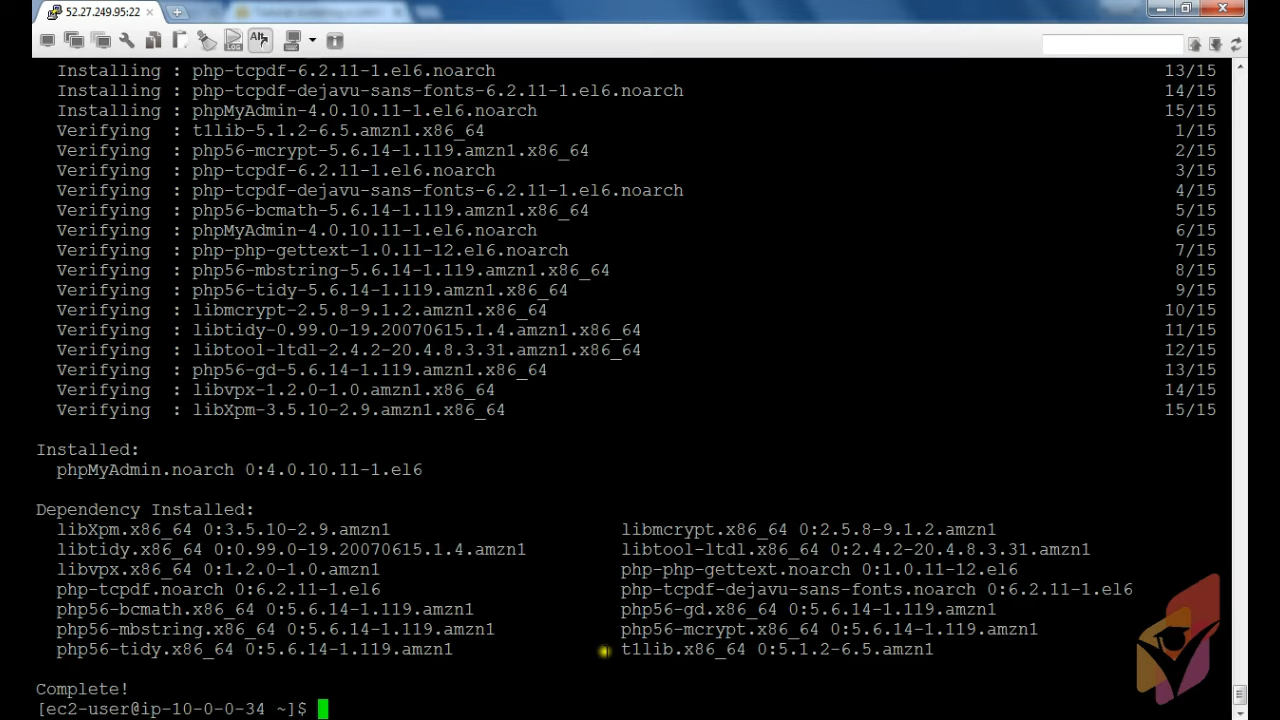 52.27.249.95:22
Installing : php-tcpdf-6.2.11-1.el6.noarch 13/15
Installing : php-tcpdf-dejavu-sans-fonts-6.2.11-1.el6.noarch 14/15
Installing : phpMyAdmin-4.0.10.11-1.el6.noarch 15/15
Verifying : t1lib-5.1.2-6.5.amzn1.x86_64 1/15
Verifying : php56-mcrypt-5.6.14-1.119.amzn1.x86_64 2/15
Verifying : php-tcpdf-6.2.11-1.el6.noarch 3/15
Verifying : php-tcpdf-dejavu-sans-fonts-6.2.11-1.el6.noarch 4/15
Verifying : php56-bcmath-5.6.14-1.119.amzn1.x86_64 5/15
Verifying : phpMyAdmin-4.0.10.11-1.el6.noarch 6/15
Verifying : php-php-gettext-1.0.11-12.el6.noarch 7/15
Verifying : php56-mbstring-5.6.14-1.119.amzn1.x86_64 8/15
Verifying : php56-tidy-5.6.14-1.119.amzn1.x86_64 9/15
Verifying : libmcrypt-2.5.8-9.1.2.amzn1.x86_64 10/15
Verifying : libtidy-0.99.0-19.20070615.1.4.amzn1.x86_64 11/15
Verifying : libtool-ltdl-2.4.2-20.4.8.3.31.amzn1.x86_64 12/15
Verifying : php56-gd-5.6.14-1.119.amzn1.x86_64 13/15
Verifying : libvpx-1.2.0-1.0.amzn1.x86_64 14/15
Verifying : libXpm-3.5.10-2.9.amzn1.x86_64 15/15
Installed:
phpMyAdmin.noarch 0:4.0.10.11-1.el6
Dependency Installed:
libXpm.x86_64 0:3.5.10-2.9.amzn1 libmcrypt.x86_64 0:2.5.8-9.1.2.amzn1
libtidy.x86_64 0:0.99.0-19.20070615.1.4.amzn1 libtool-ltdl.x86_64 0:2.4.2-20.4.8.3.31.amzn1
libvpx.x86_64 0:1.2.0-1.0.amzn1 php-php-gettext.noarch 0:1.0.11-12.el6
php-tcpdf.noarch 0:6.2.11-1.el6 php-tcpdf-dejavu-sans-fonts.noarch 0:6.2.11-1.el6
php56-bcmath.x86_64 0:5.6.14-1.119.amzn1 php56-gd.x86_64 0:5.6.14-1.119.amzn1
php56-mbstring.x86_64 0:5.6.14-1.119.amzn1 php56-mcrypt.x86_64 0:5.6.14-1.119.amzn1
php56-tidy.x86_64 0:5.6.14-1.119.amzn1 t1lib.x86_64 0:5.1.2-6.5.amzn1
Complete!
[ec2-user@ip-10-0-0-34 ~]$